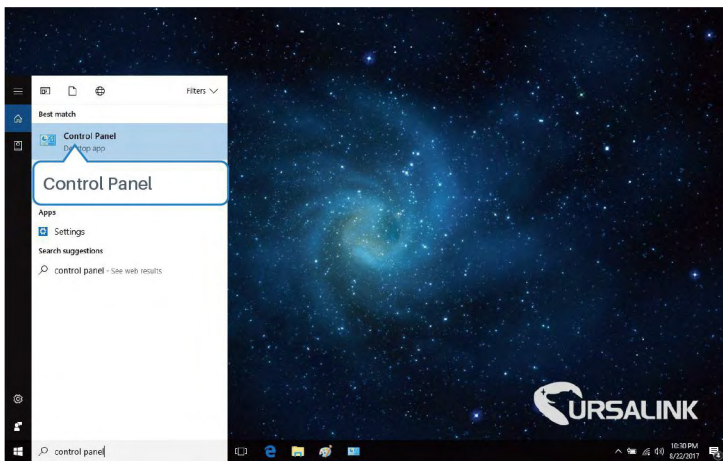 Filters
Best match
Control Panel
Desktop app
Control Panel
Apps
Settings
Search suggestions
control panel - See web results
URSALINK
control panel
10:30 PM
8/22/2017